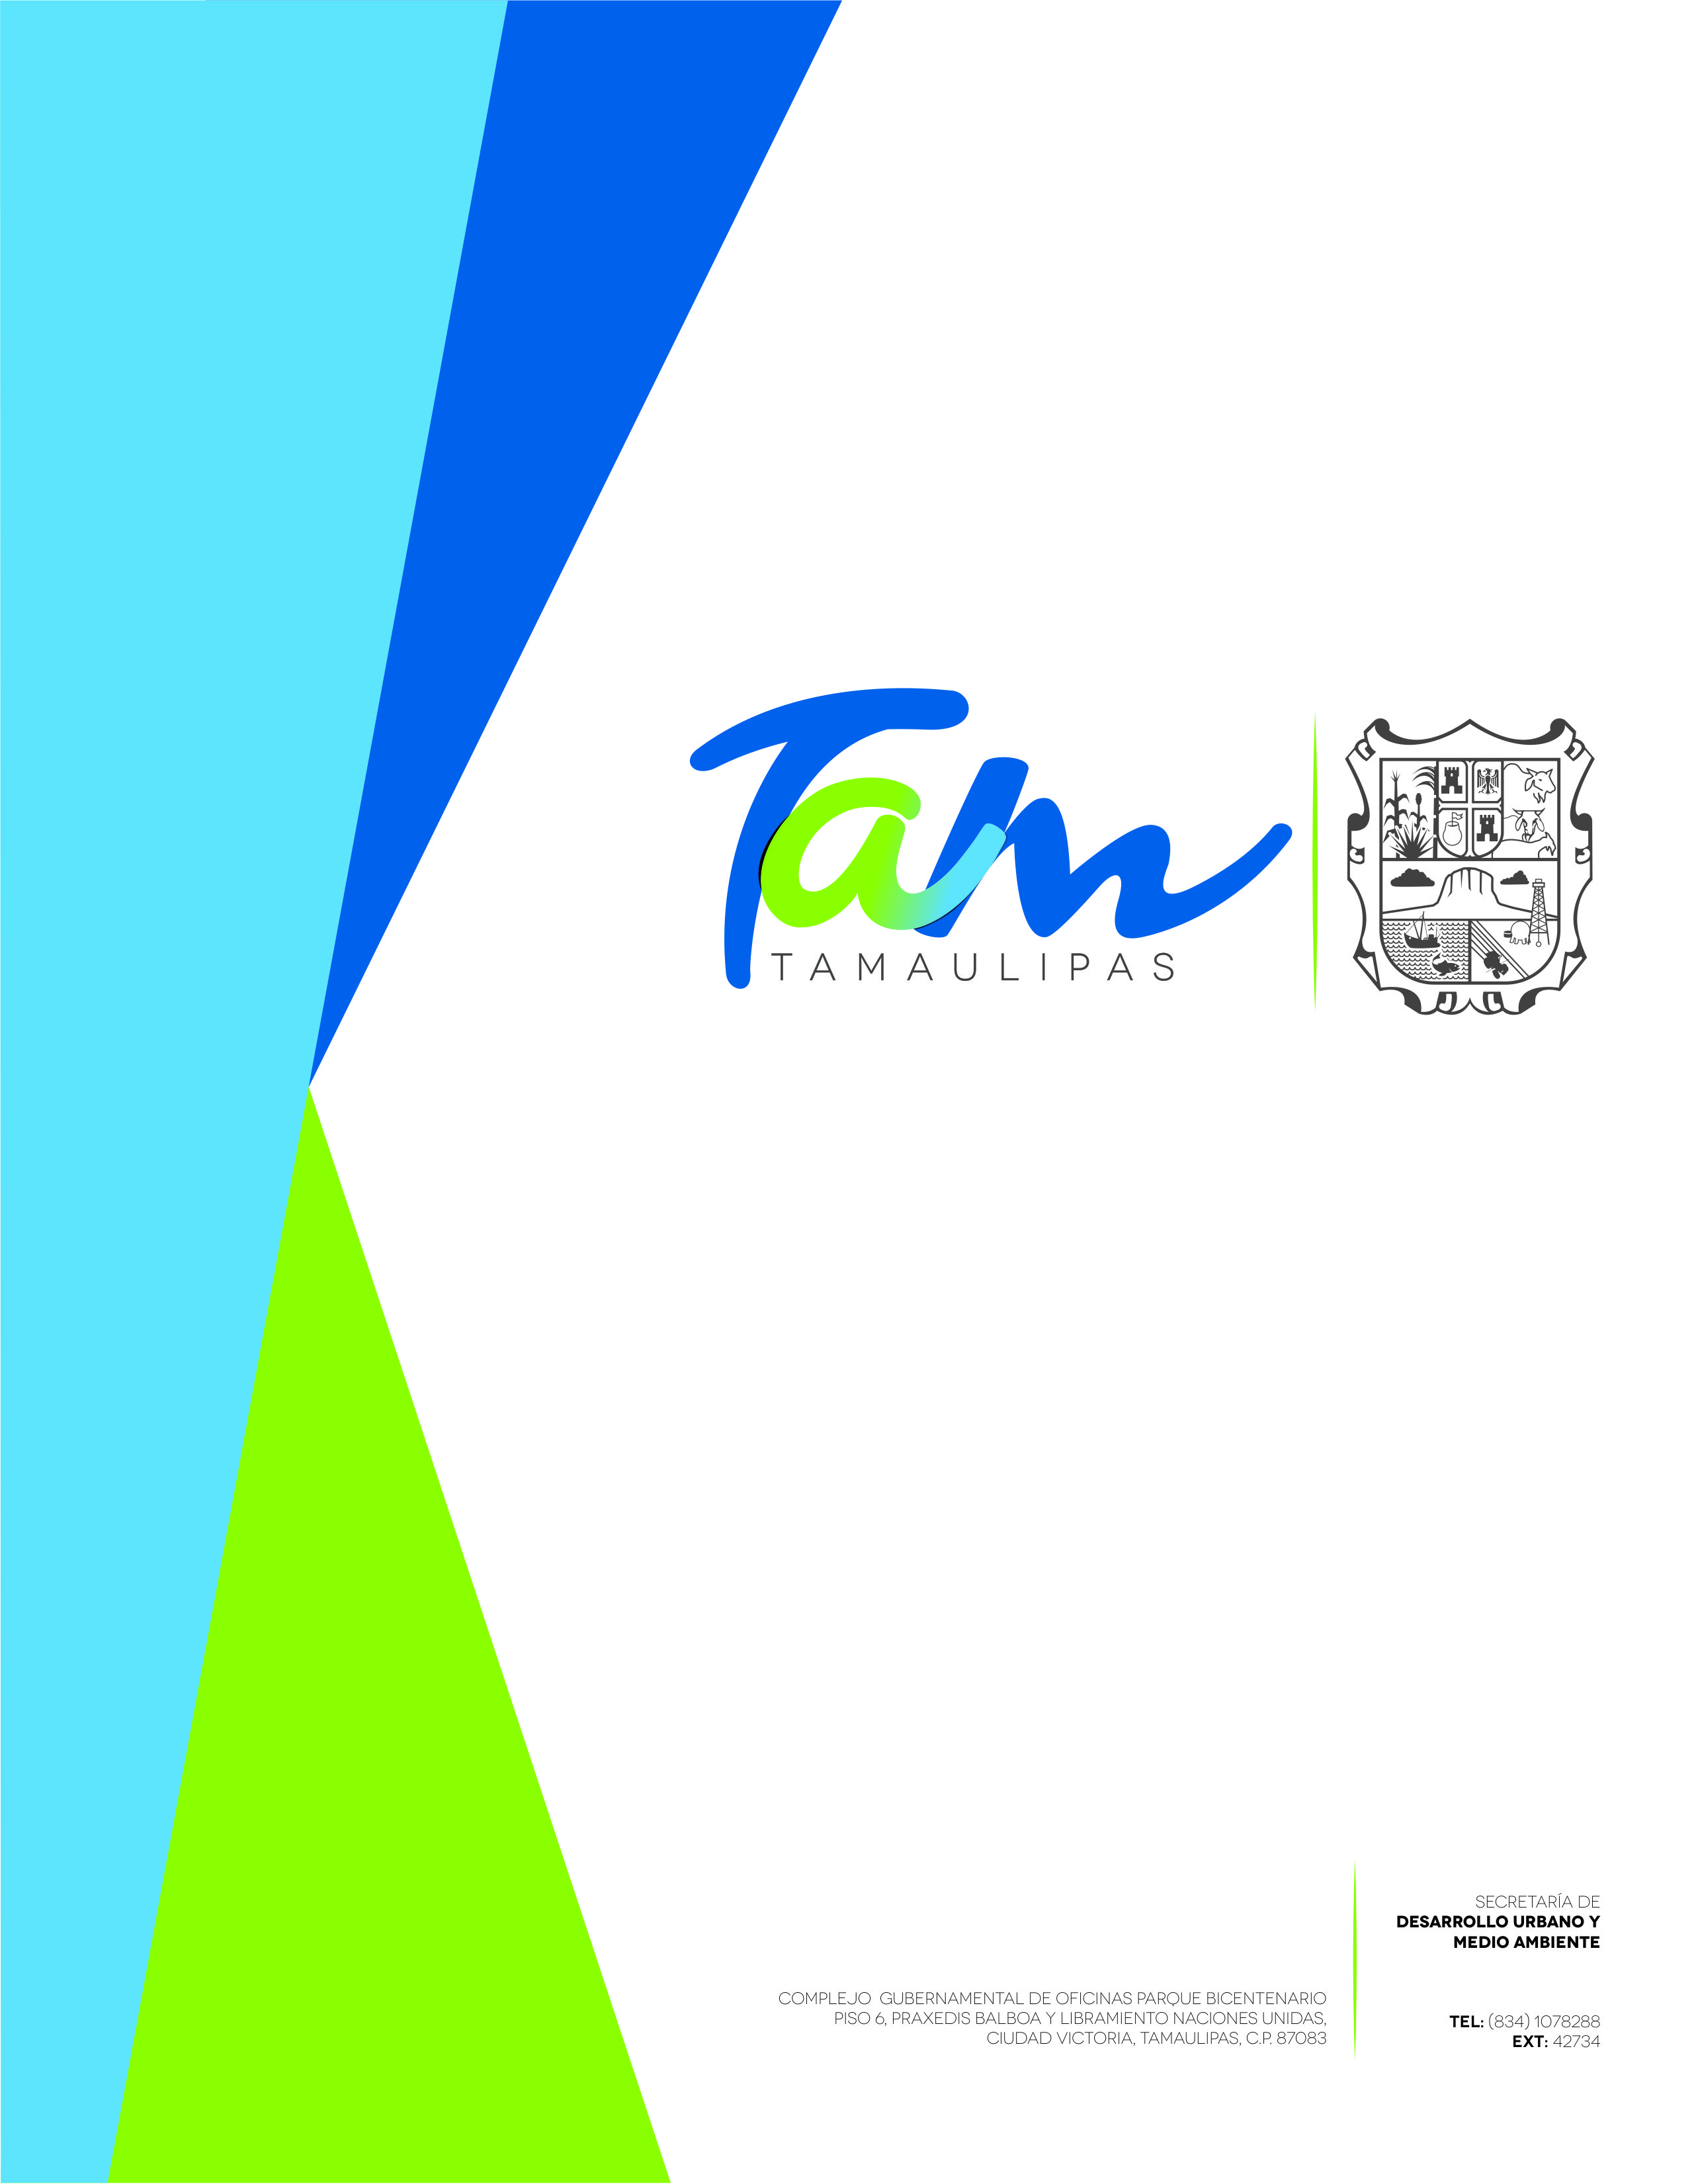 Tam
TAMAULIPAS
SECRETARÍA DE
DESARROLLO URBANO Y
MEDIO AMBIENTE
COMPLEJO GUBERNAMENTAL DE OFICINAS PARQUE BICENTENARIO
PISO 6, PRAXEDIS BALBOA Y LIBRAMIENTO NACIONES UNIDAS,
CIUDAD VICTORIA, TAMAULIPAS, C.P. 87083
TEL: (834) 1078288
EXT: 42734